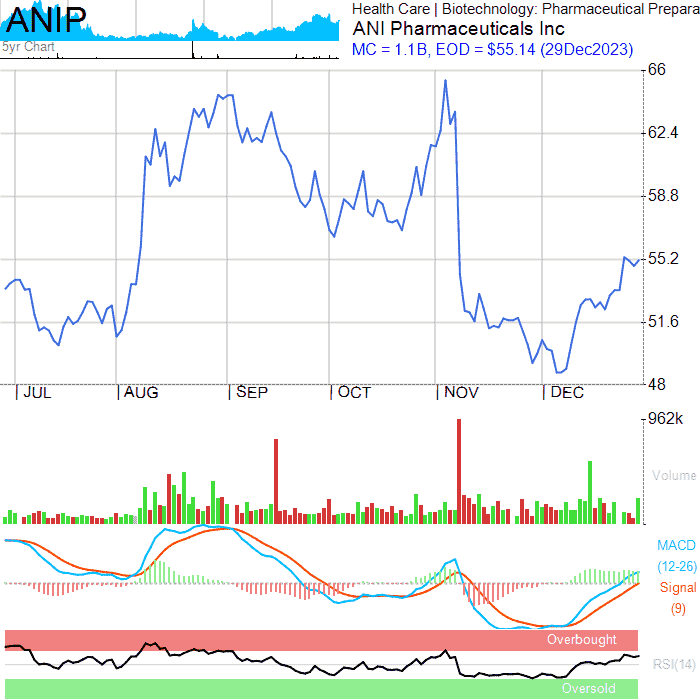 ANIP
5yr Chart
Health Care | Biotechnology: Pharmaceutical Prepara
ANI Pharmaceuticals Inc
MC = 1.1B, EOD = $55.14 (29Dec2023)
66
62.4
58.8
55.2
51.6
48
JUL AUG SEP OCT NOV DEC
962k
Volume
MACD
(12-26)
Signal
(9)
Overbought
RSI(14)
Oversold